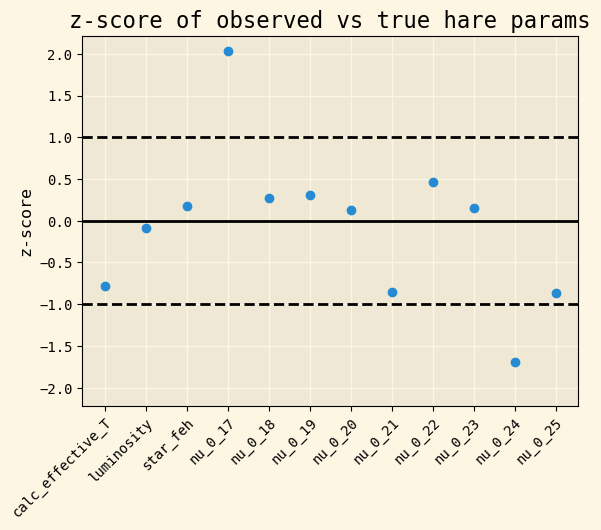 z-score of observed vs true hare params
z-score
2.0
1.5
1.0
0.5
0.0
−0.5
−1.0
−1.5
−2.0
calc_effective_T
luminosity
star_feh
nu_0_17
nu_0_18
nu_0_19
nu_0_20
nu_0_21
nu_0_22
nu_0_23
nu_0_24
nu_0_25